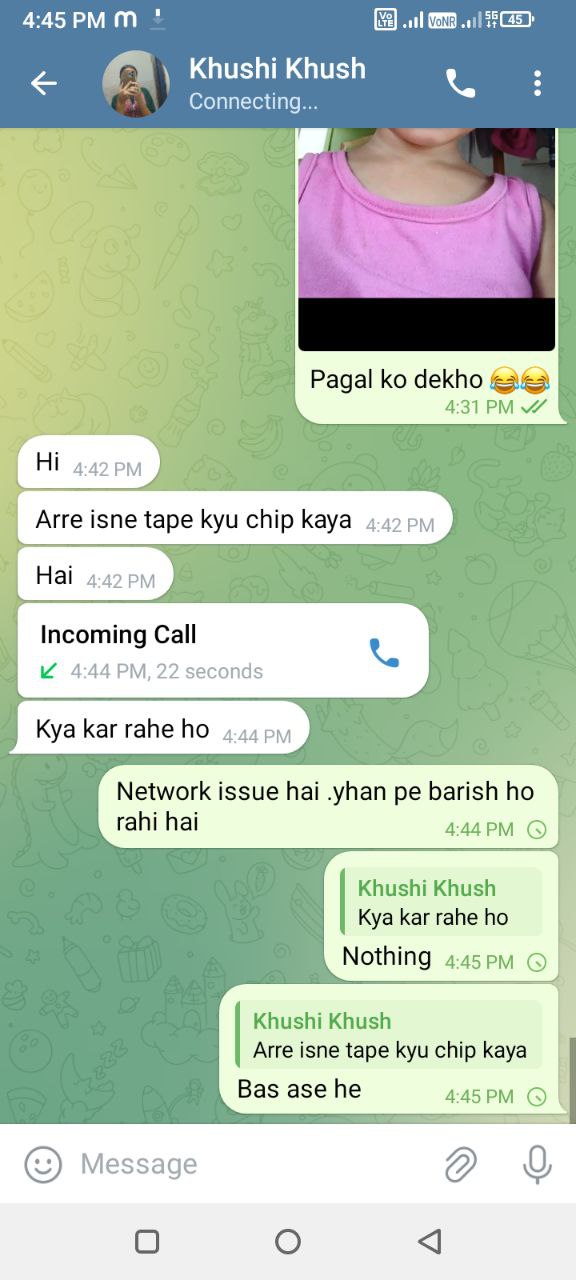 4:45 PM m
Vo LTE VoNR 45
Khushi Khush
Connecting...
Pagal ko dekho 😂😂
4:31 PM
Hi 4:42 PM
Arre isne tape kyu chip kaya 4:42 PM
Hai 4:42 PM
Incoming Call
4:44 PM, 22 seconds
Kya kar rahe ho 4:44 PM
Network issue hai .yhan pe barish ho
rahi hai 4:44 PM
Khushi Khush
Kya kar rahe ho
Nothing 4:45 PM
Khushi Khush
Arre isne tape kyu chip kaya
Bas ase he 4:45 PM
Message